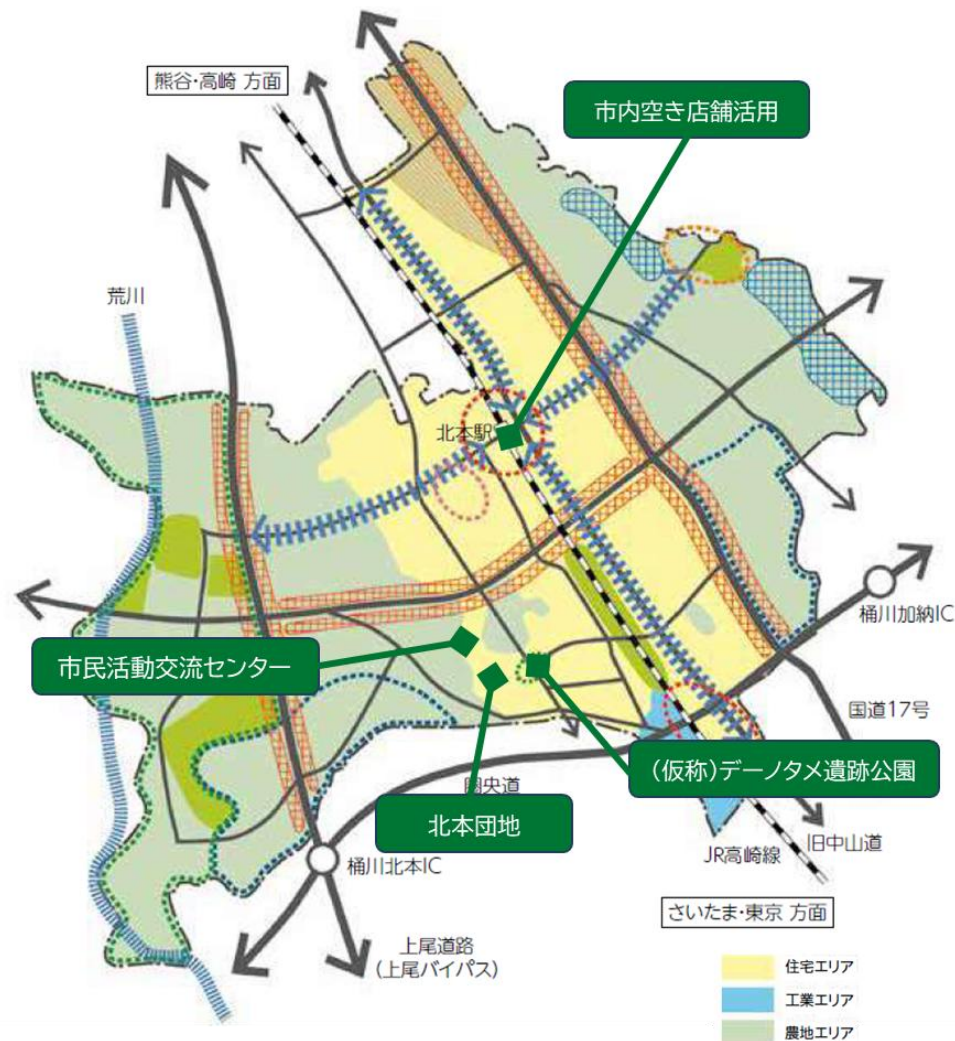 熊谷・高崎 方面
市内空き店舗活用
荒川
北本駅
桶川加納IC
市民活動交流センター
国道17号
(仮称)デーノタメ遺跡公園
圏央道
北本団地
旧中山道
JR高崎線
桶川北本IC
さいたま・東京 方面
上尾道路
(上尾バイパス)
住宅エリア
工業エリア
農地エリア